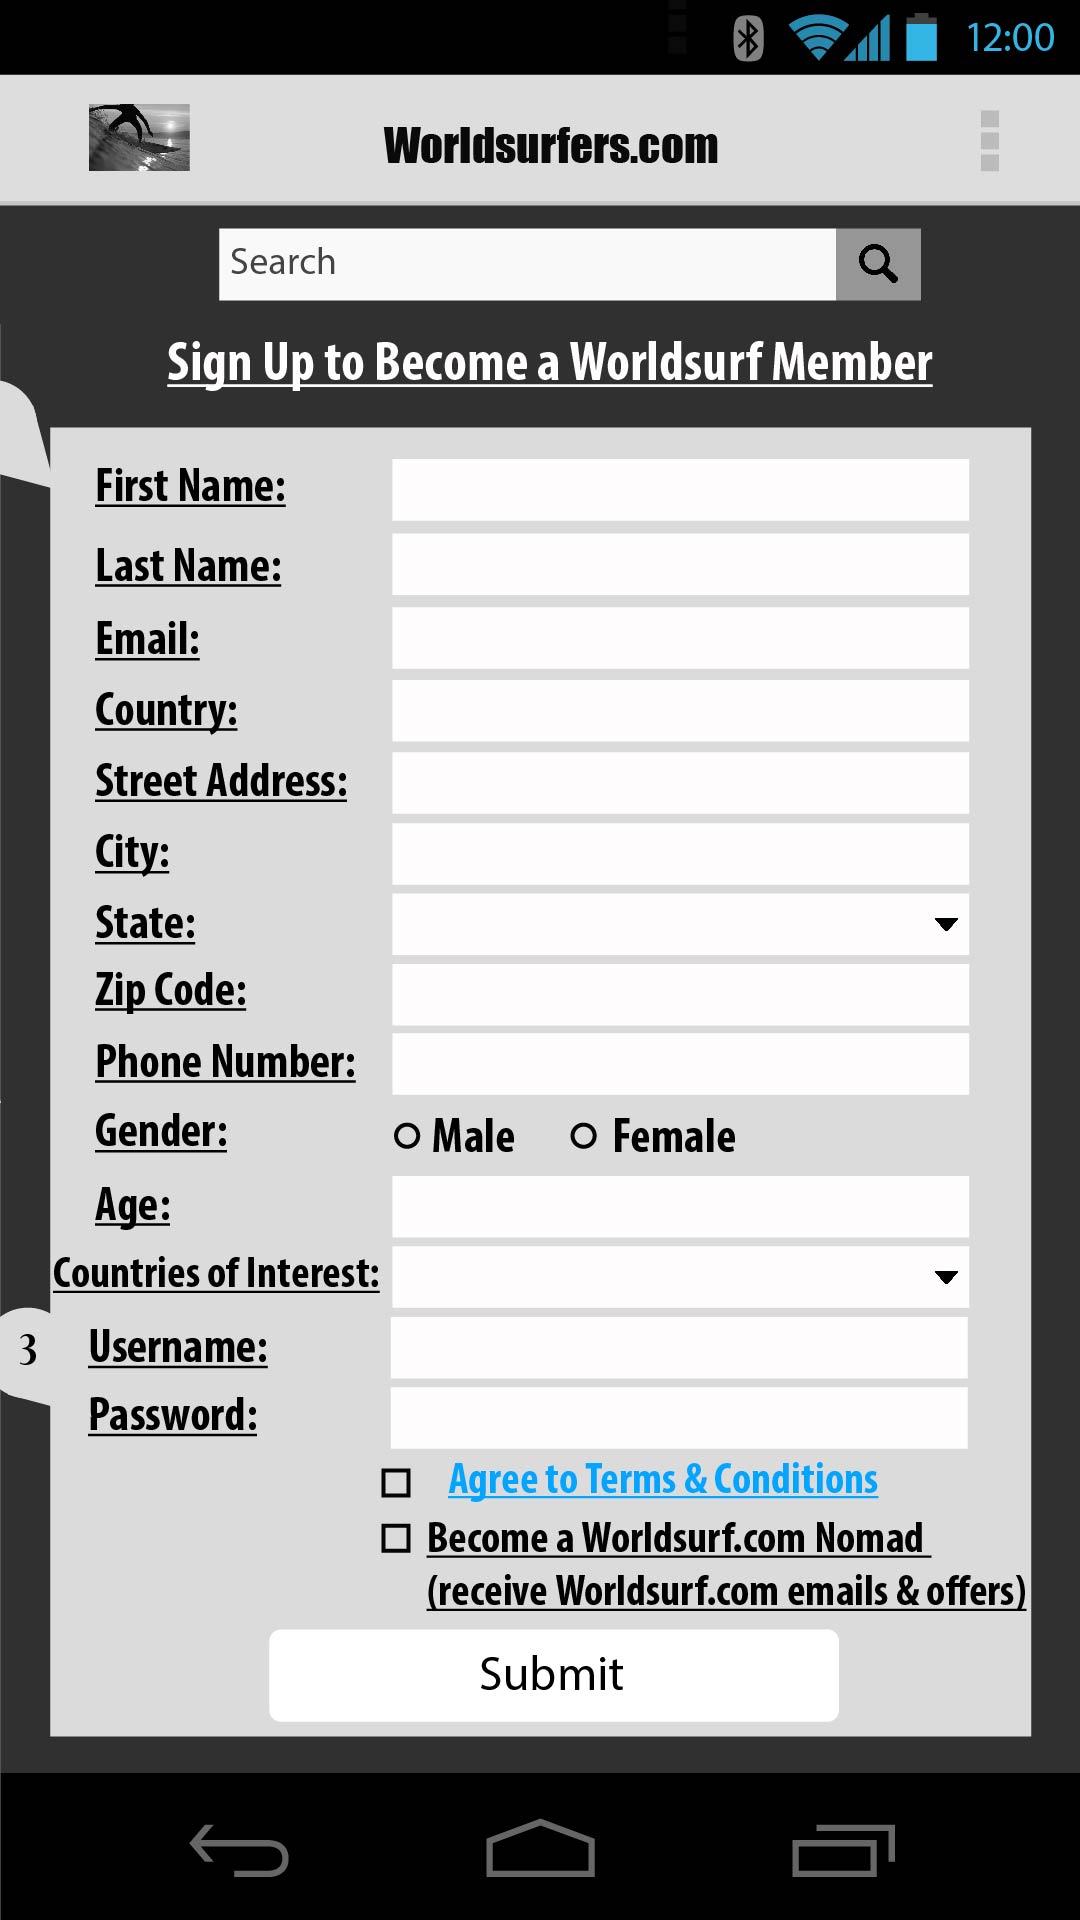 12:00
Worldsurfers.com
Search
Sign Up to Become a Worldsurf Member
First Name:
Last Name:
Email:
Country:
Street Address:
City:
State:
Zip Code:
Phone Number:
Gender: Male Female
Age:
Countries of Interest:
3
Username:
Password:
Agree to Terms & Conditions
Become a Worldsurf.com Nomad
(receive Worldsurf.com emails & offers)
Submit